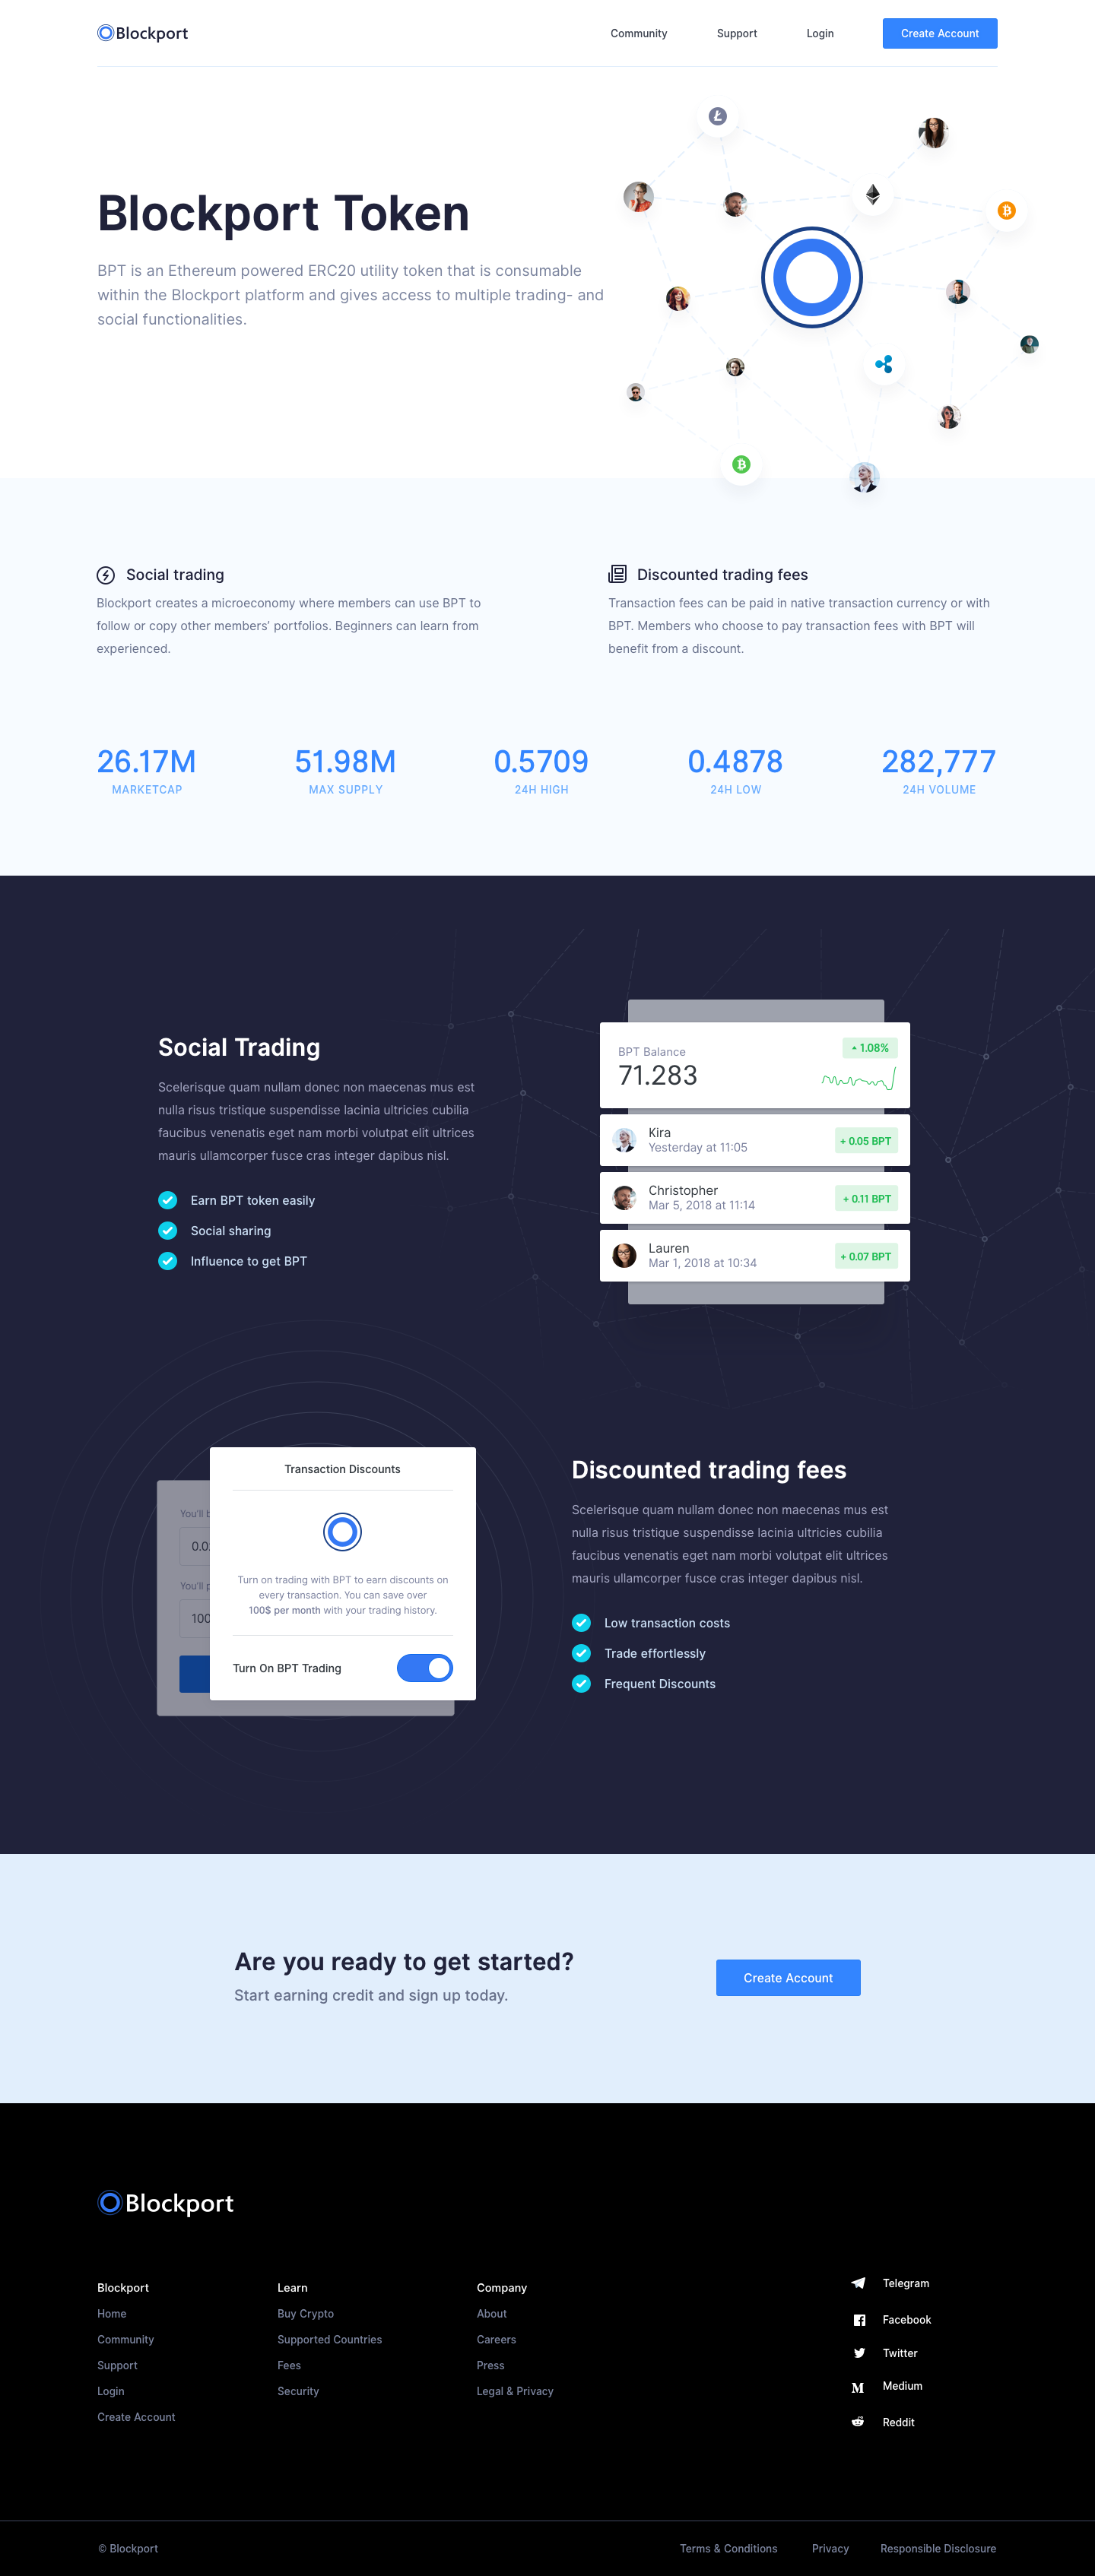 Blockport
Community
Support
Login
Create Account
Blockport Token
BPT is an Ethereum powered ERC20 utility token that is consumable
within the Blockport platform and gives access to multiple trading- and
social functionalities.
Social trading
Blockport creates a microeconomy where members can use BPT to
follow or copy other members’ portfolios. Beginners can learn from
experienced.
Discounted trading fees
Transaction fees can be paid in native transaction currency or with
BPT. Members who choose to pay transaction fees with BPT will
benefit from a discount.
26.17M
MARKETCAP
51.98M
MAX SUPPLY
0.5709
24H HIGH
0.4878
24H LOW
282,777
24H VOLUME
Social Trading
Scelerisque quam nullam donec non maecenas mus est
nulla risus tristique suspendisse lacinia ultricies cubilia
faucibus venenatis eget nam morbi volutpat elit ultrices
mauris ullamcorper fusce cras integer dapibus nisl.
Earn BPT token easily
Social sharing
Influence to get BPT
BPT Balance
71.283
1.08%
Kira
Yesterday at 11:05
+ 0.05 BPT
Christopher
Mar 5, 2018 at 11:14
+ 0.11 BPT
Lauren
Mar 1, 2018 at 10:34
+ 0.07 BPT
You'll
0.0
You'll
100
Transaction Discounts
Turn on trading with BPT to earn discounts on
every transaction. You can save over
100$ per month with your trading history.
Turn On BPT Trading
Discounted trading fees
Scelerisque quam nullam donec non maecenas mus est
nulla risus tristique suspendisse lacinia ultricies cubilia
faucibus venenatis eget nam morbi volutpat elit ultrices
mauris ullamcorper fusce cras integer dapibus nisl.
Low transaction costs
Trade effortlessly
Frequent Discounts
Are you ready to get started?
Start earning credit and sign up today.
Create Account
Blockport
Blockport
Home
Community
Support
Login
Create Account
Learn
Buy Crypto
Supported Countries
Fees
Security
Company
About
Careers
Press
Legal & Privacy
Telegram
Facebook
Twitter
Medium
Reddit
© Blockport
Terms & Conditions
Privacy
Responsible Disclosure